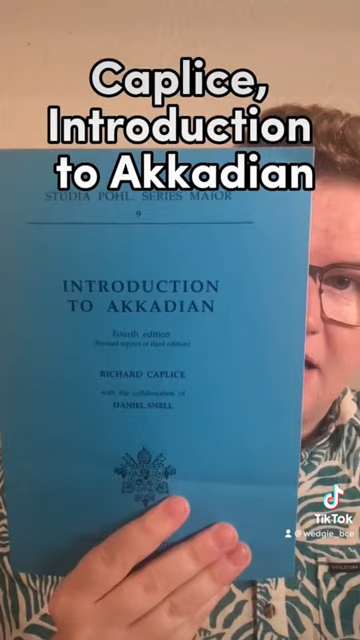 Caplice,
Introduction
to Akkadian
STUDIA POHL: SERIES MAIOR
9
INTRODUCTION
TO AKKADIAN
Fourth edition
(Revised reprint of third edition)
RICHARD CAPLICE
with the collaboration of
DANIEL SNELL
TikTok
@wedgie_bce
VOLCOM